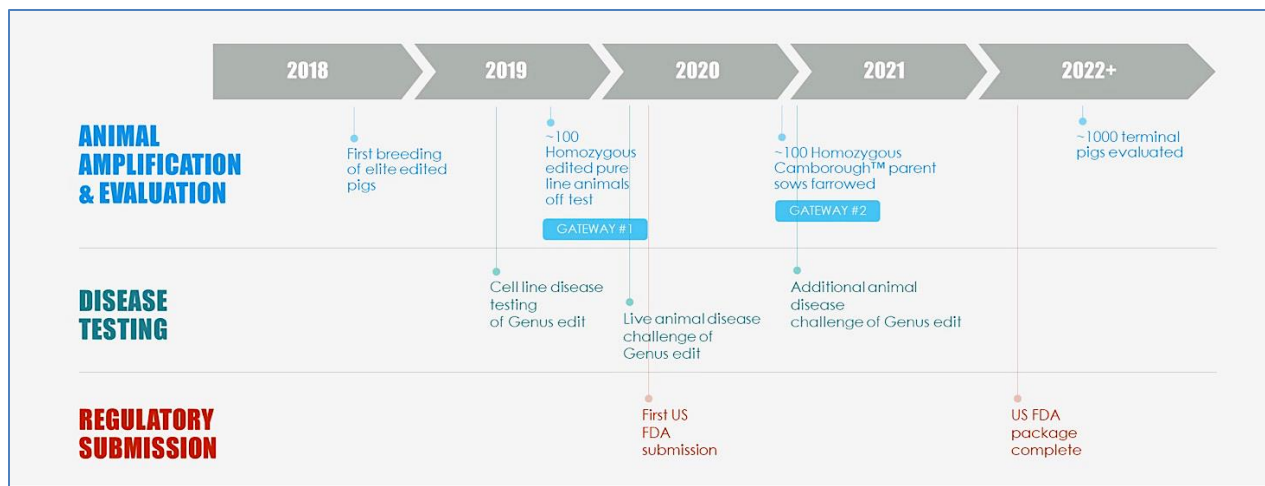 2018
2019
2020
2021
2022+
ANIMAL
AMPLIFICATION
& EVALUATION
First breeding
of elite edited
pigs
~100
Homozygous
edited pure
line animals
off test
GATEWAY #1
~100 Homozygous
Camborough™ parent
sows farrowed
GATEWAY #2
~1000 terminal
pigs evaluated
DISEASE
TESTING
Cell line disease
testing
of Genus edit
Live animal disease
challenge of
Genus edit
Additional animal
disease
challenge of Genus edit
REGULATORY
SUBMISSION
First US
FDA
submission
US FDA
package
complete